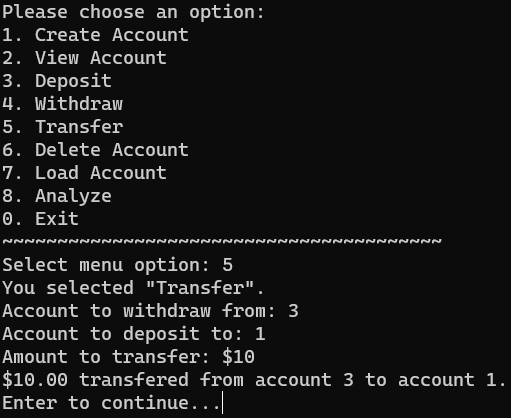 Please choose an option:
1. Create Account
2. View Account
3. Deposit
4. Withdraw
5. Transfer
6. Delete Account
7. Load Account
8. Analyze
0. Exit
~~~~~~~~~~~~~~~~~~~~~~~~~~~~~~~~~~~~~~~~
Select menu option: 5
You selected "Transfer".
Account to withdraw from: 3
Account to deposit to: 1
Amount to transfer: $10
$10.00 transfered from account 3 to account 1.
Enter to continue...